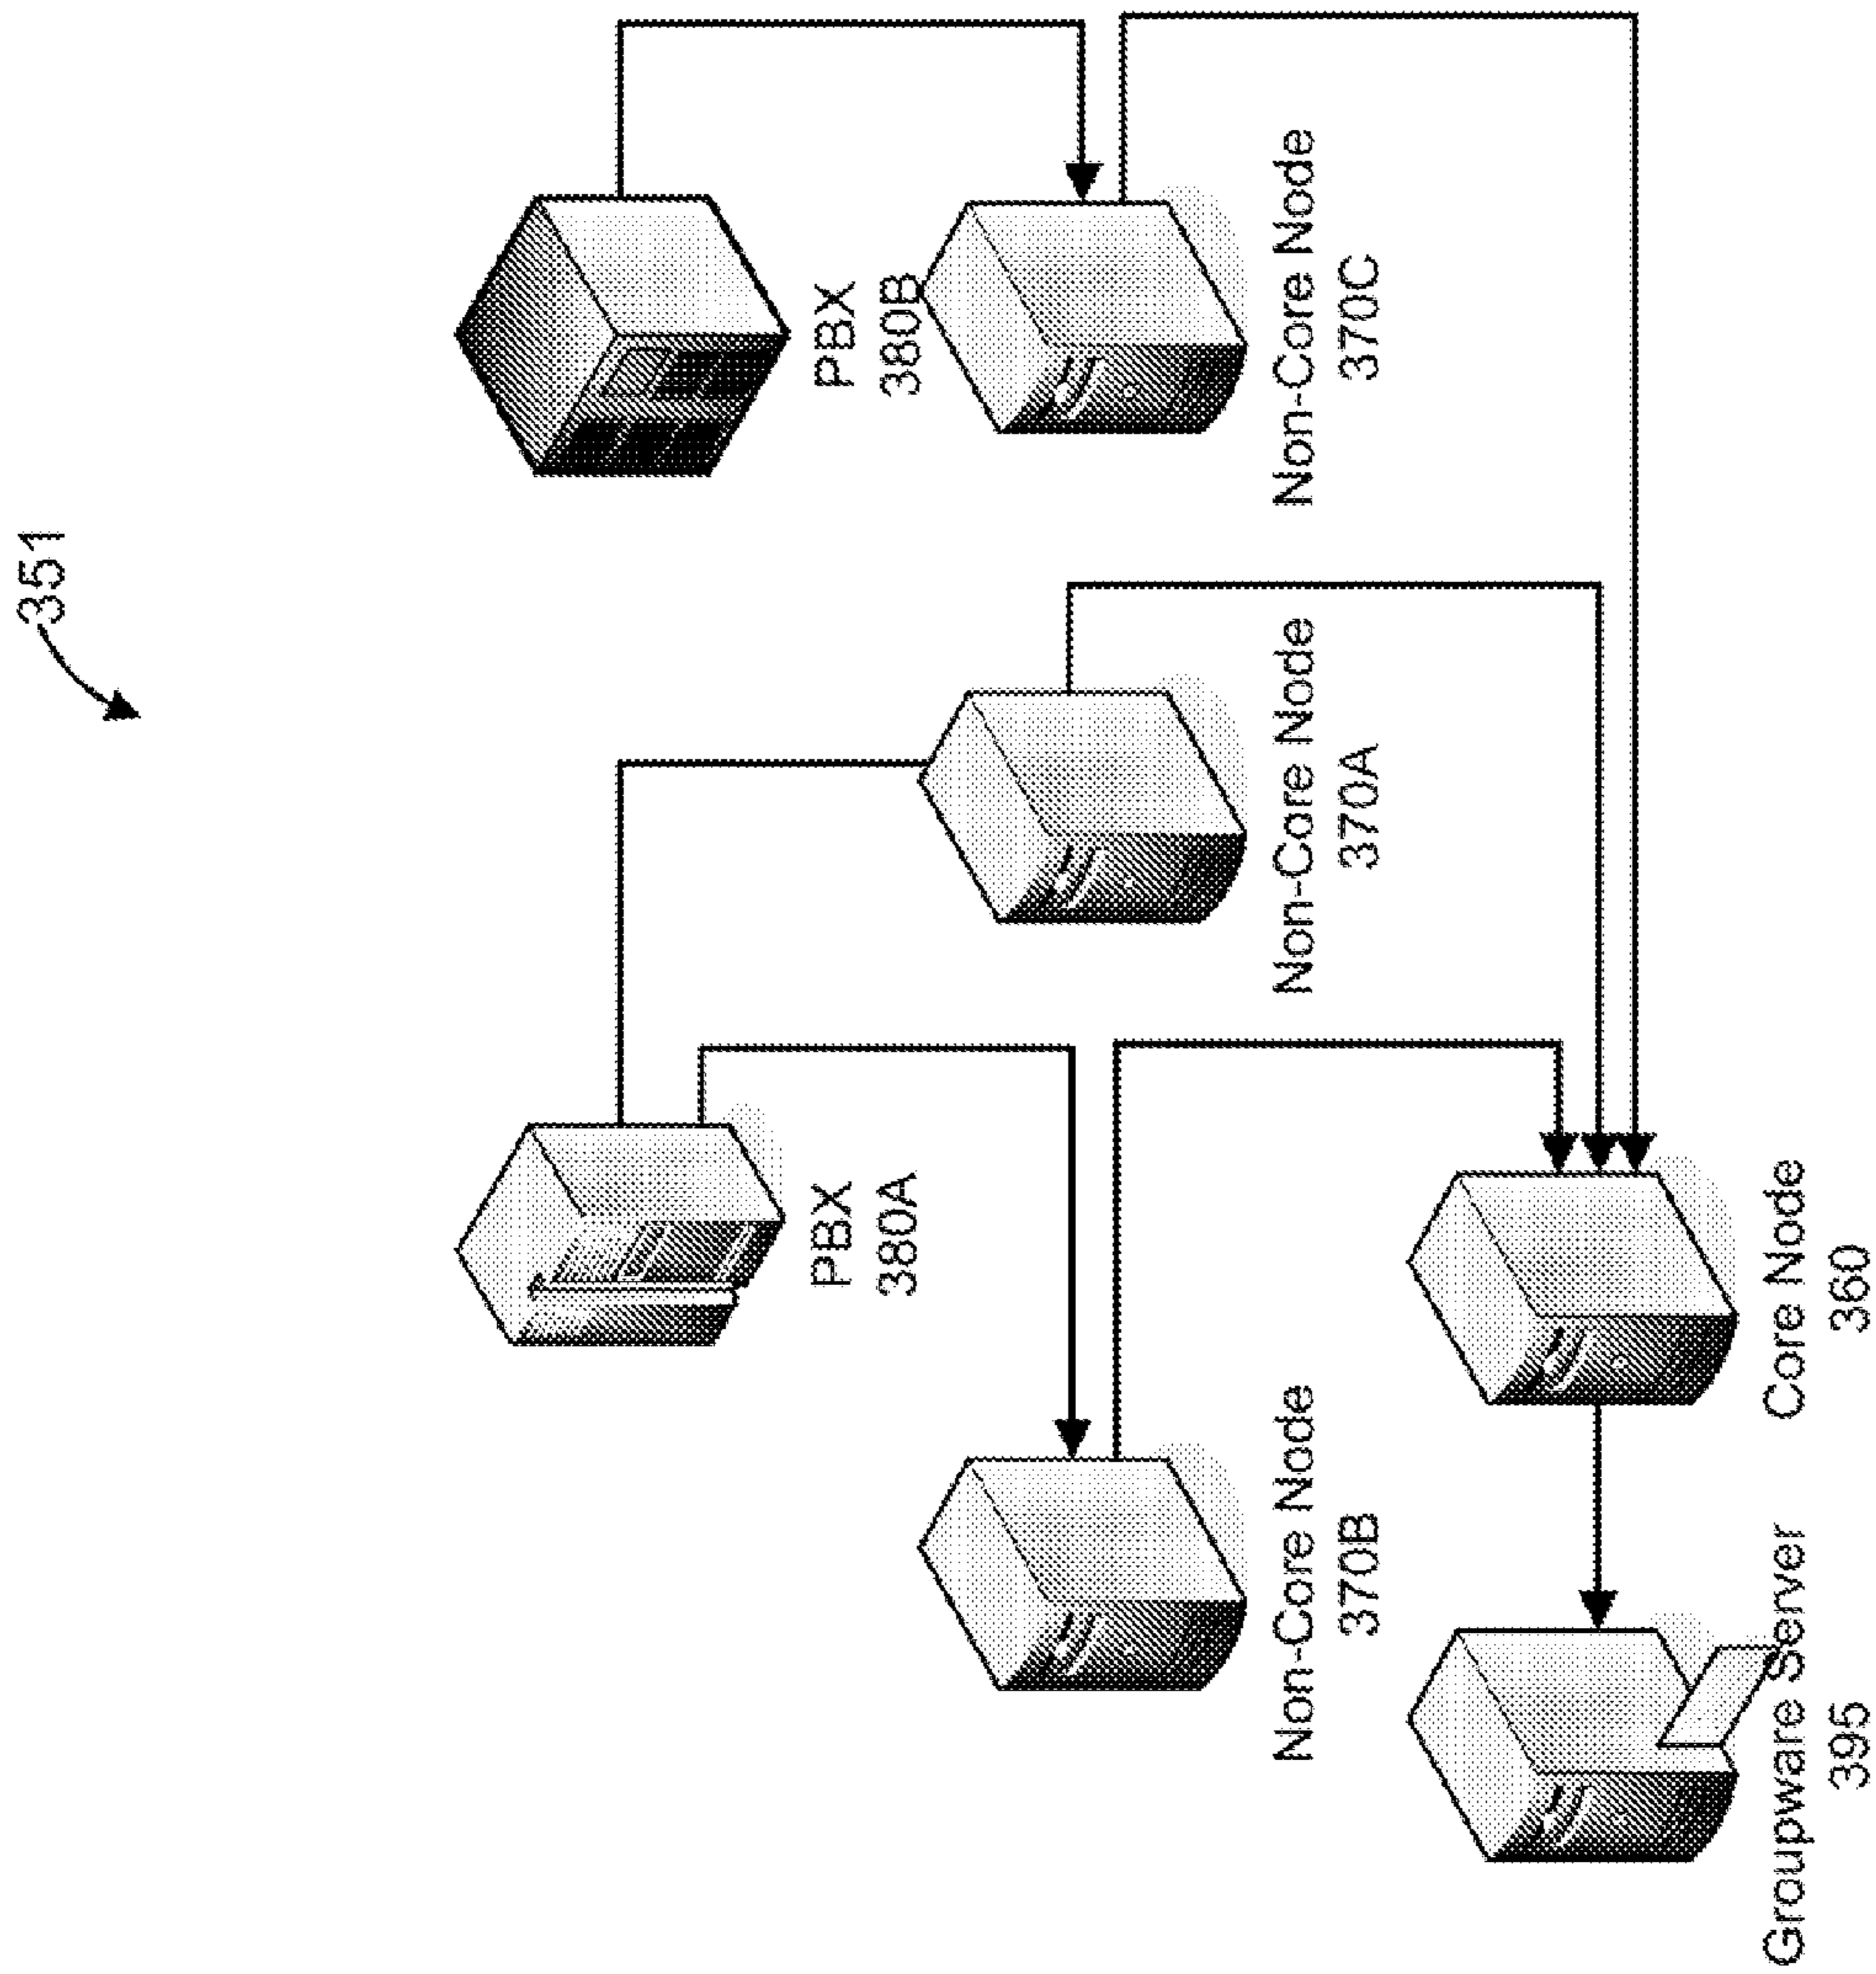 351
PBX
380A
PBX
380B
Non-Core Node
370B
Non-Core Node
370A
Non-Core Node
370C
Groupware Server
395
Core Node
360